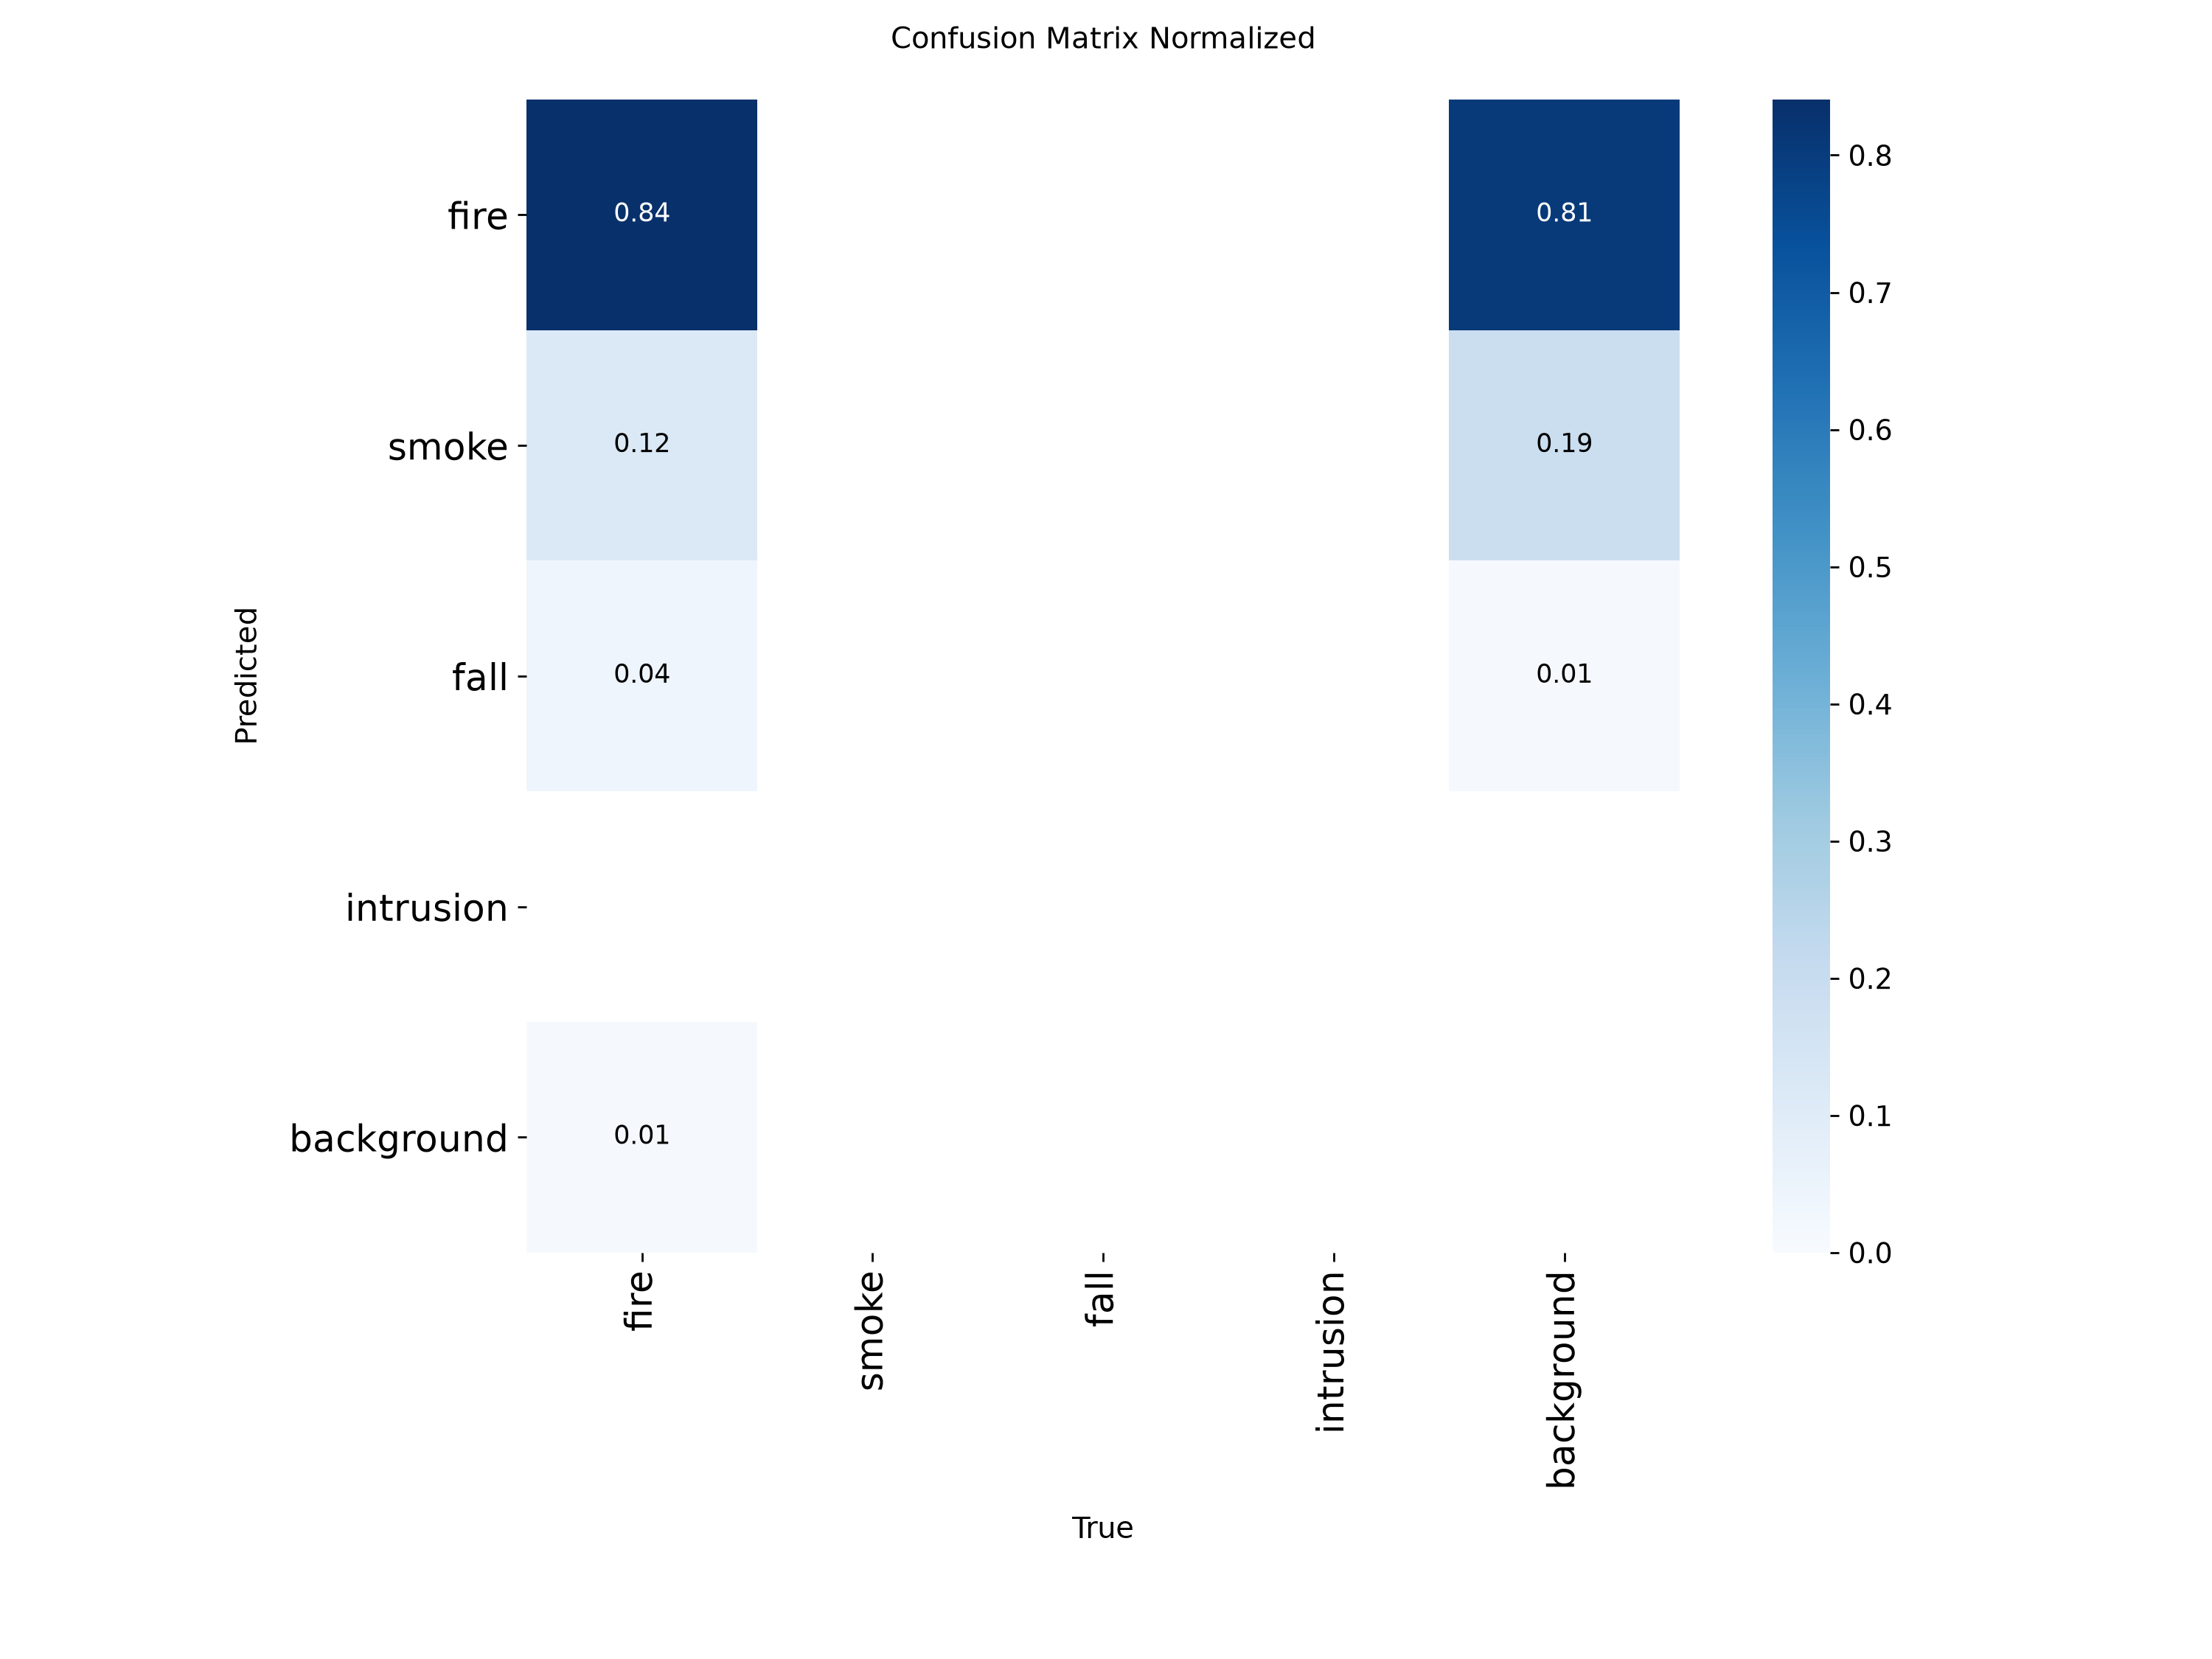 Confusion Matrix Normalized
fire
0.84
0.81
smoke
0.12
0.19
fall
0.04
0.01
intrusion
background
0.01
Predicted
fire
smoke
fall
intrusion
background
True
0.8
0.7
0.6
0.5
0.4
0.3
0.2
0.1
0.0